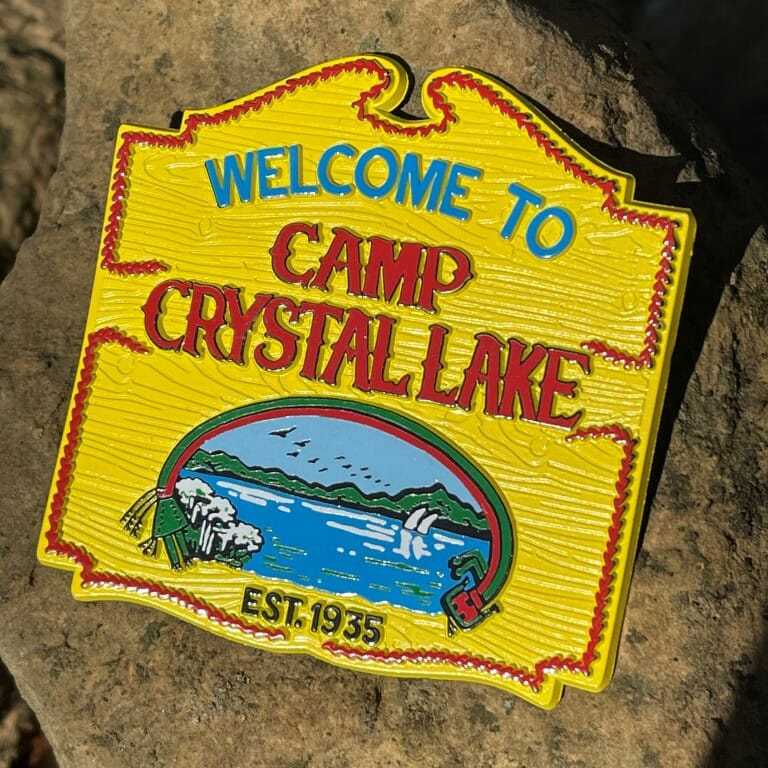 WELCOME TO
CAMP
CRYSTAL LAKE
EST. 1935